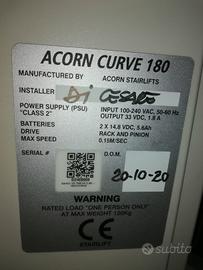 ACORN CURVE 180
MANUFACTURED BY ACORN STAIRLIFTS
INSTALLER Di CESARE
POWER SUPPLY (PSU) INPUT 100-240 VAC, 50-60 Hz
"CLASS 2" OUTPUT 33 VDC, 1.8 A
BATTERIES 2 X 14.8 VDC, 5.6Ah
DRIVE RACK AND PINION
MAX SPEED 0.15M/SEC
SERIAL # D.O.M.
20-10-20
WARNING
RATED LOAD "ONE PERSON ONLY"
AT MAX WEIGHT 120KG
CE STAIRLIFT CE
subito